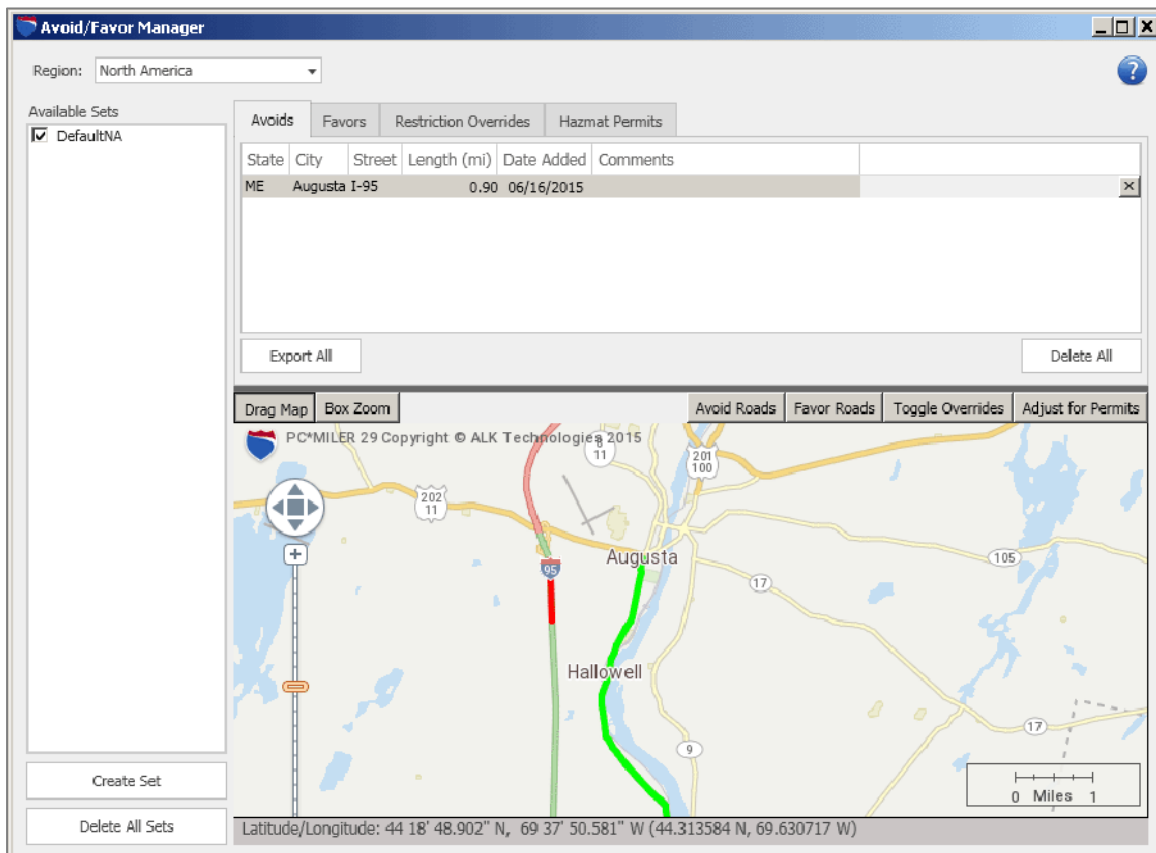 Avoid/Favor Manager
Region: North America
?
Available Sets
DefaultNA
Avoids Favors Restriction Overrides Hazmat Permits
State City Street Length (mi) Date Added Comments
ME Augusta I-95 0.90 06/16/2015
Export All Delete All
Drag Map Box Zoom Avoid Roads Favor Roads Toggle Overrides Adjust for Permits
PC*MILER 29 Copyright © ALK Technologies 2015
8
11
201
100
202
11
Augusta
105
95
17
Hallowell
17
9
0 Miles 1
Create Set
Delete All Sets
Latitude/Longitude: 44 18' 48.902" N, 69 37' 50.581" W (44.313584 N, 69.630717 W)